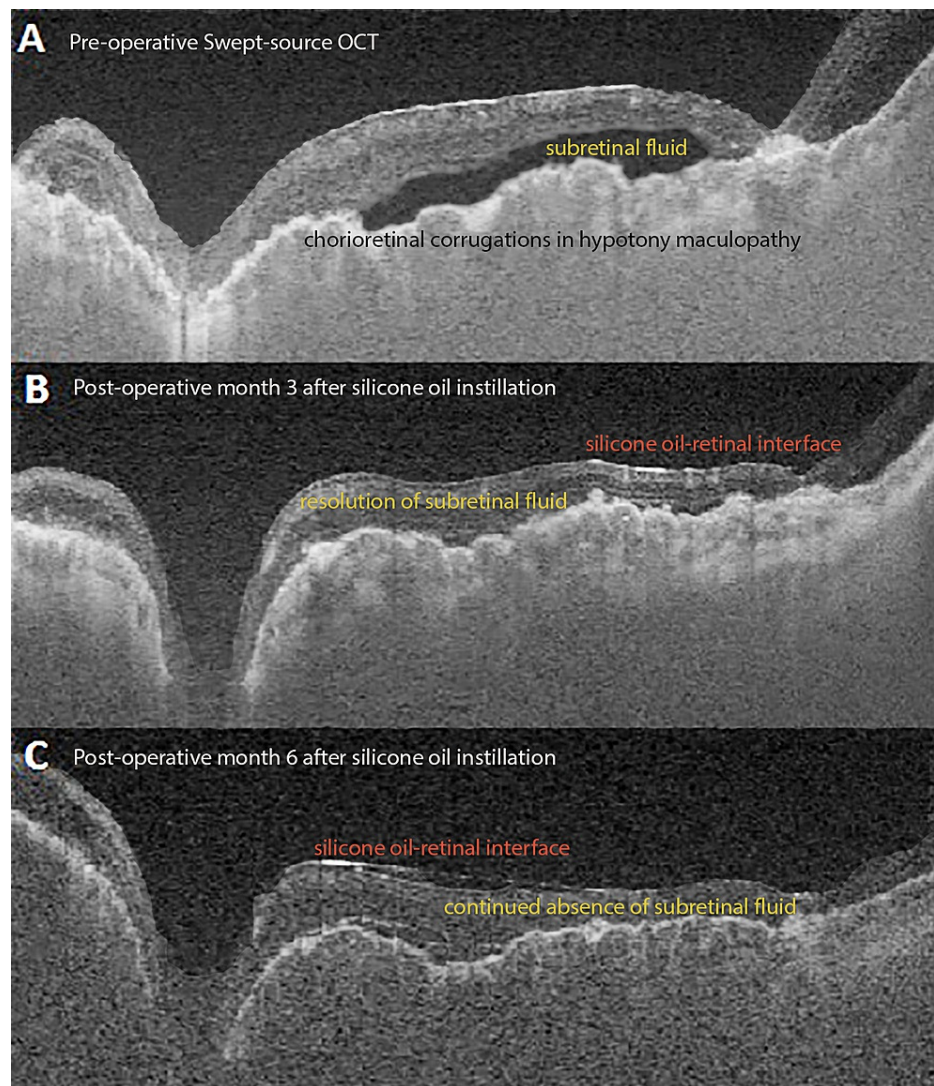 A Pre-operative Swept-source OCT
subretinal fluid
chorioretinal corrugations in hypotony maculopathy
B Post-operative month 3 after silicone oil instillation
silicone oil-retinal interface
resolution of subretinal fluid
C Post-operative month 6 after silicone oil instillation
silicone oil-retinal interface
continued absence of subretinal fluid